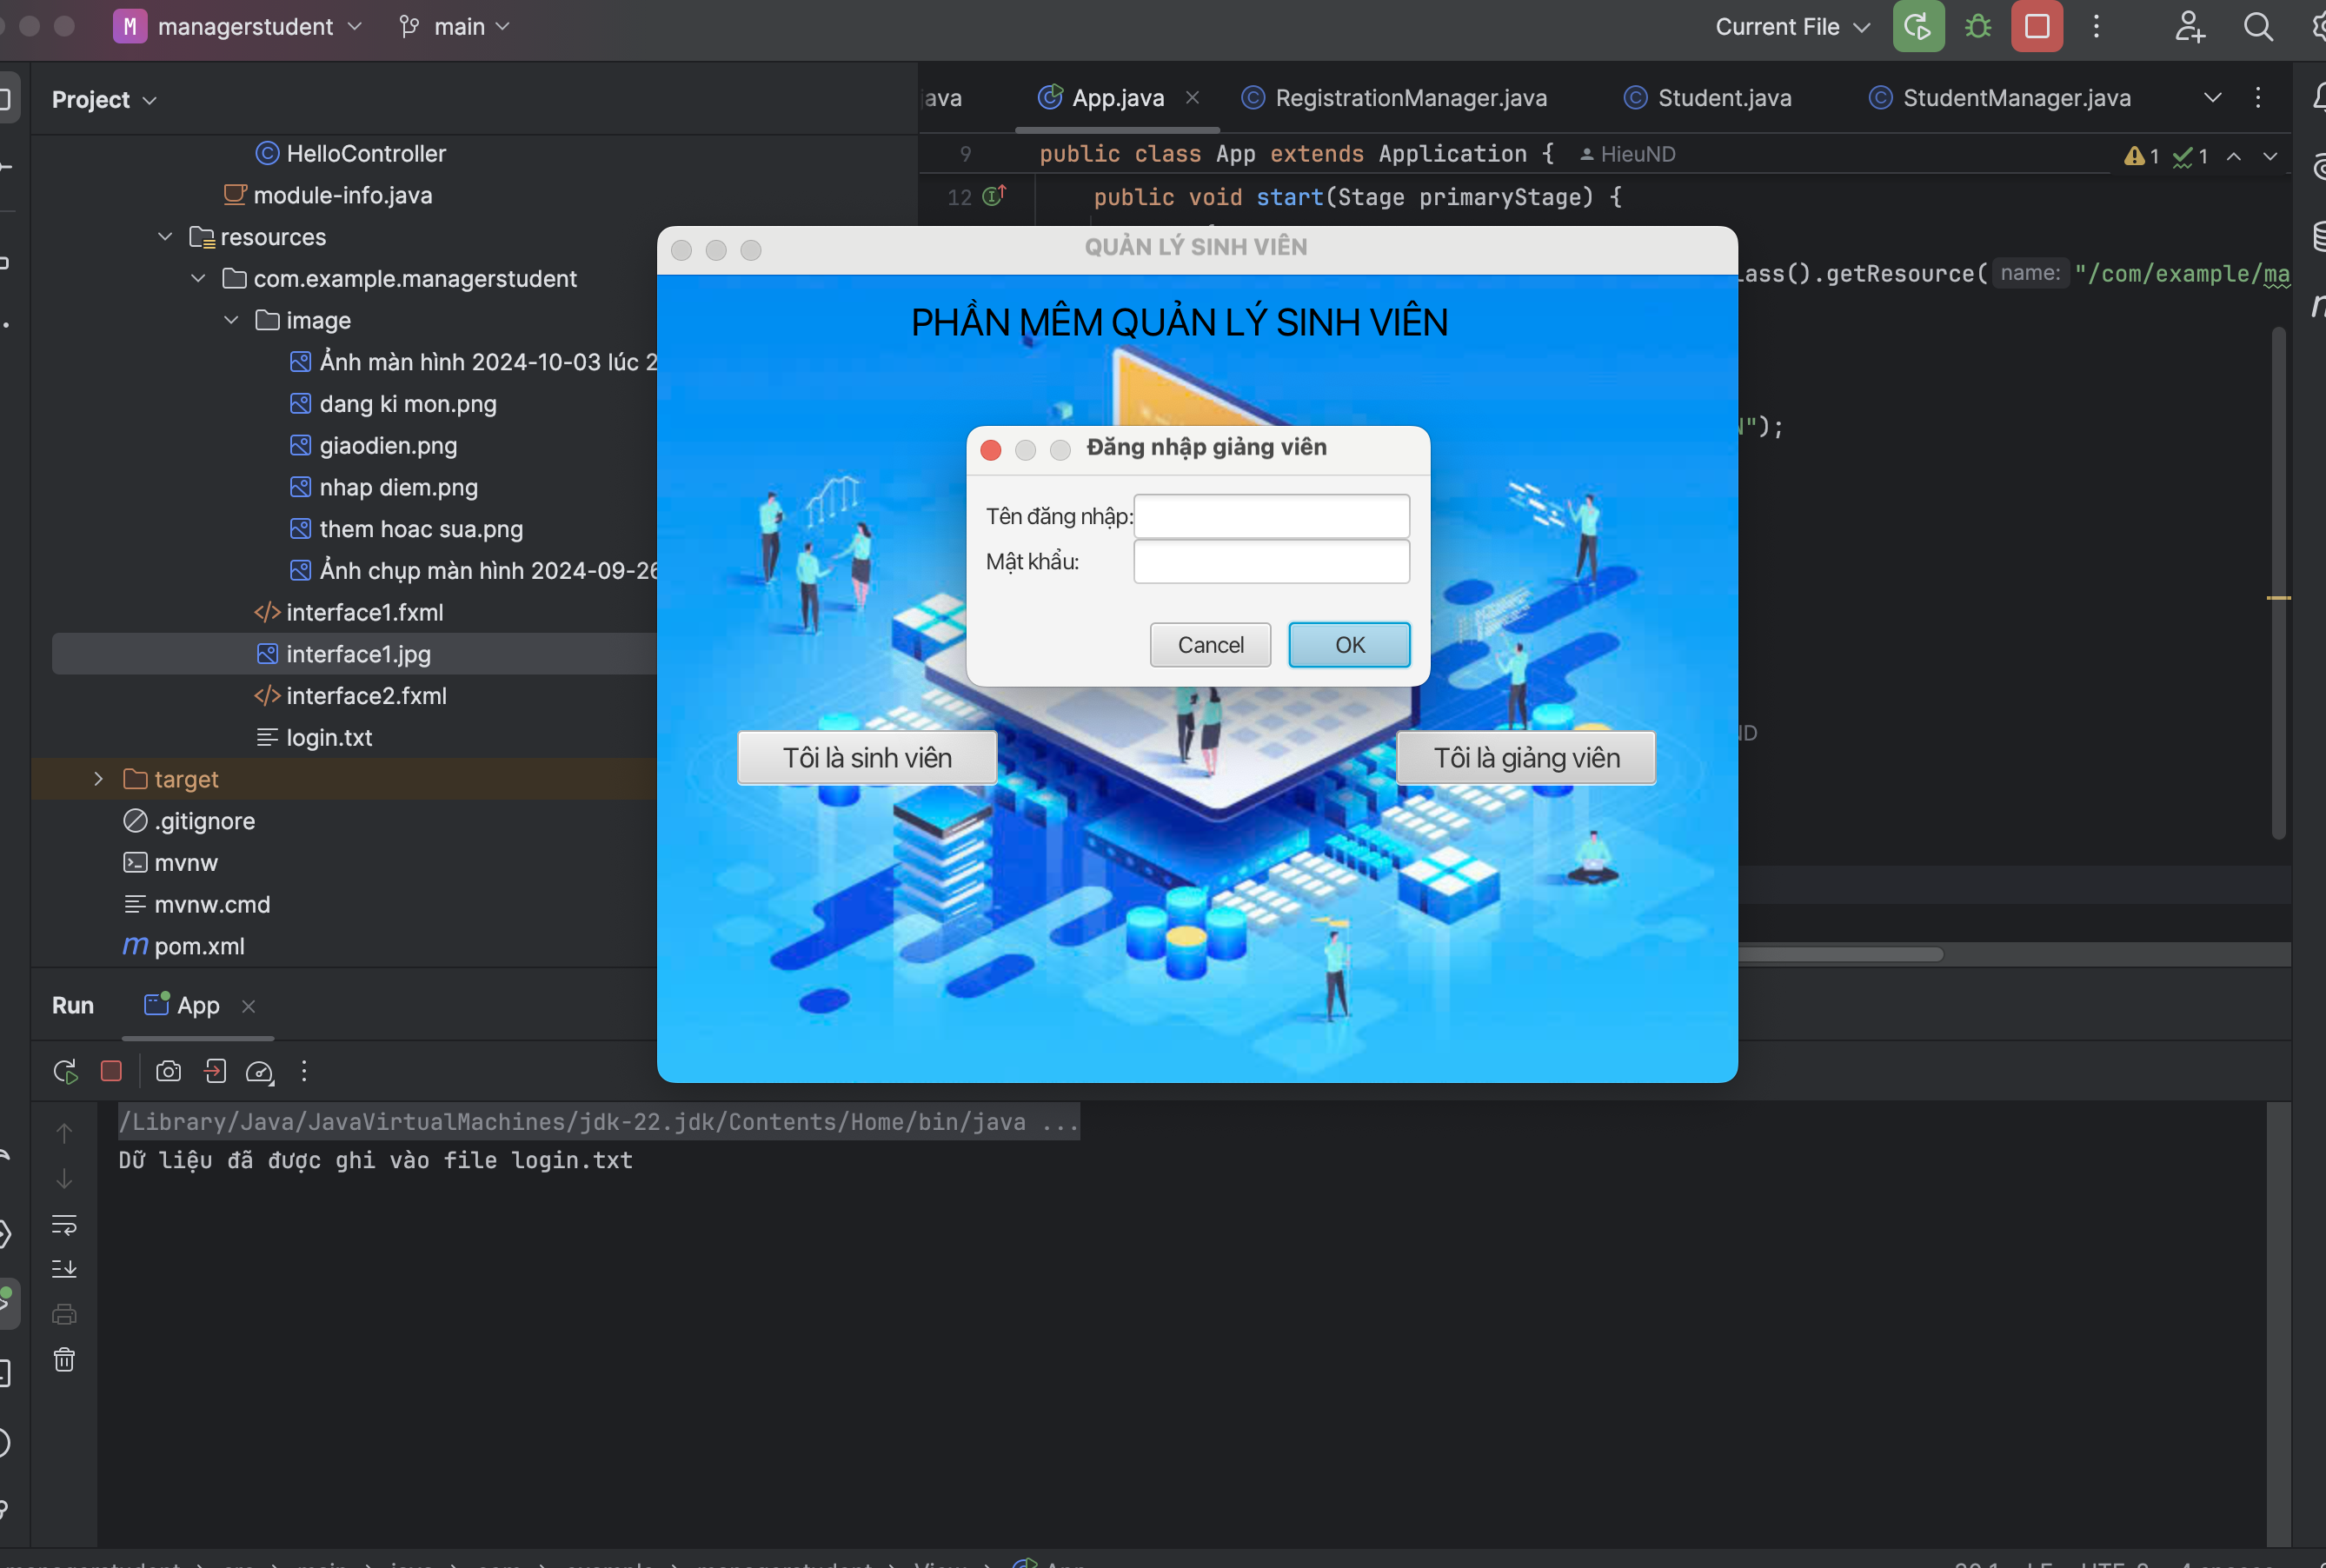 M managerstudent main
Current File
Project
HelloController
module-info.java
resources
com.example.managerstudent
image
Ảnh màn hình 2024-10-03 lúc 2
dang ki mon.png
giaodien.png
nhap diem.png
them hoac sua.png
Ảnh chụp màn hình 2024-09-26
interface1.fxml
interface1.jpg
interface2.fxml
login.txt
target
.gitignore
mvnw
mvnw.cmd
pom.xml
java App.java RegistrationManager.java Student.java StudentManager.java
9 public class App extends Application { HieuND
1 1
12 public void start(Stage primaryStage) {
lass().getResource( name: "/com/example/ma
");
ND
QUẢN LÝ SINH VIÊN
PHẦN MÊM QUẢN LÝ SINH VIÊN
Đăng nhập giảng viên
Tên đăng nhập:
Mật khẩu:
Cancel OK
Tôi là sinh viên Tôi là giảng viên
Run App
/Library/Java/JavaVirtualMachines/jdk-22.jdk/Contents/Home/bin/java ...
Dữ liệu đã được ghi vào file login.txt